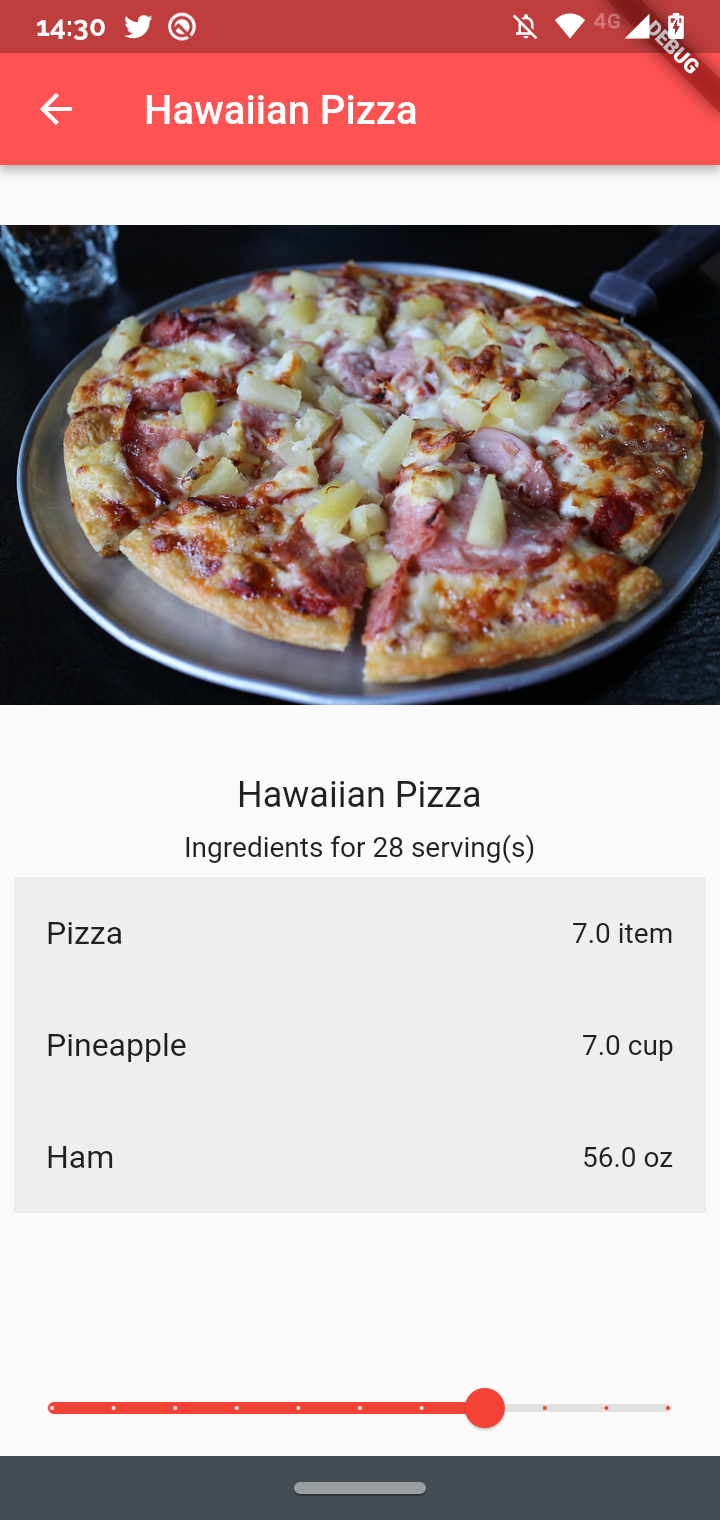 14:30
4G
DEBUG
Hawaiian Pizza
Hawaiian Pizza
Ingredients for 28 serving(s)
Pizza 7.0 item
Pineapple 7.0 cup
Ham 56.0 oz